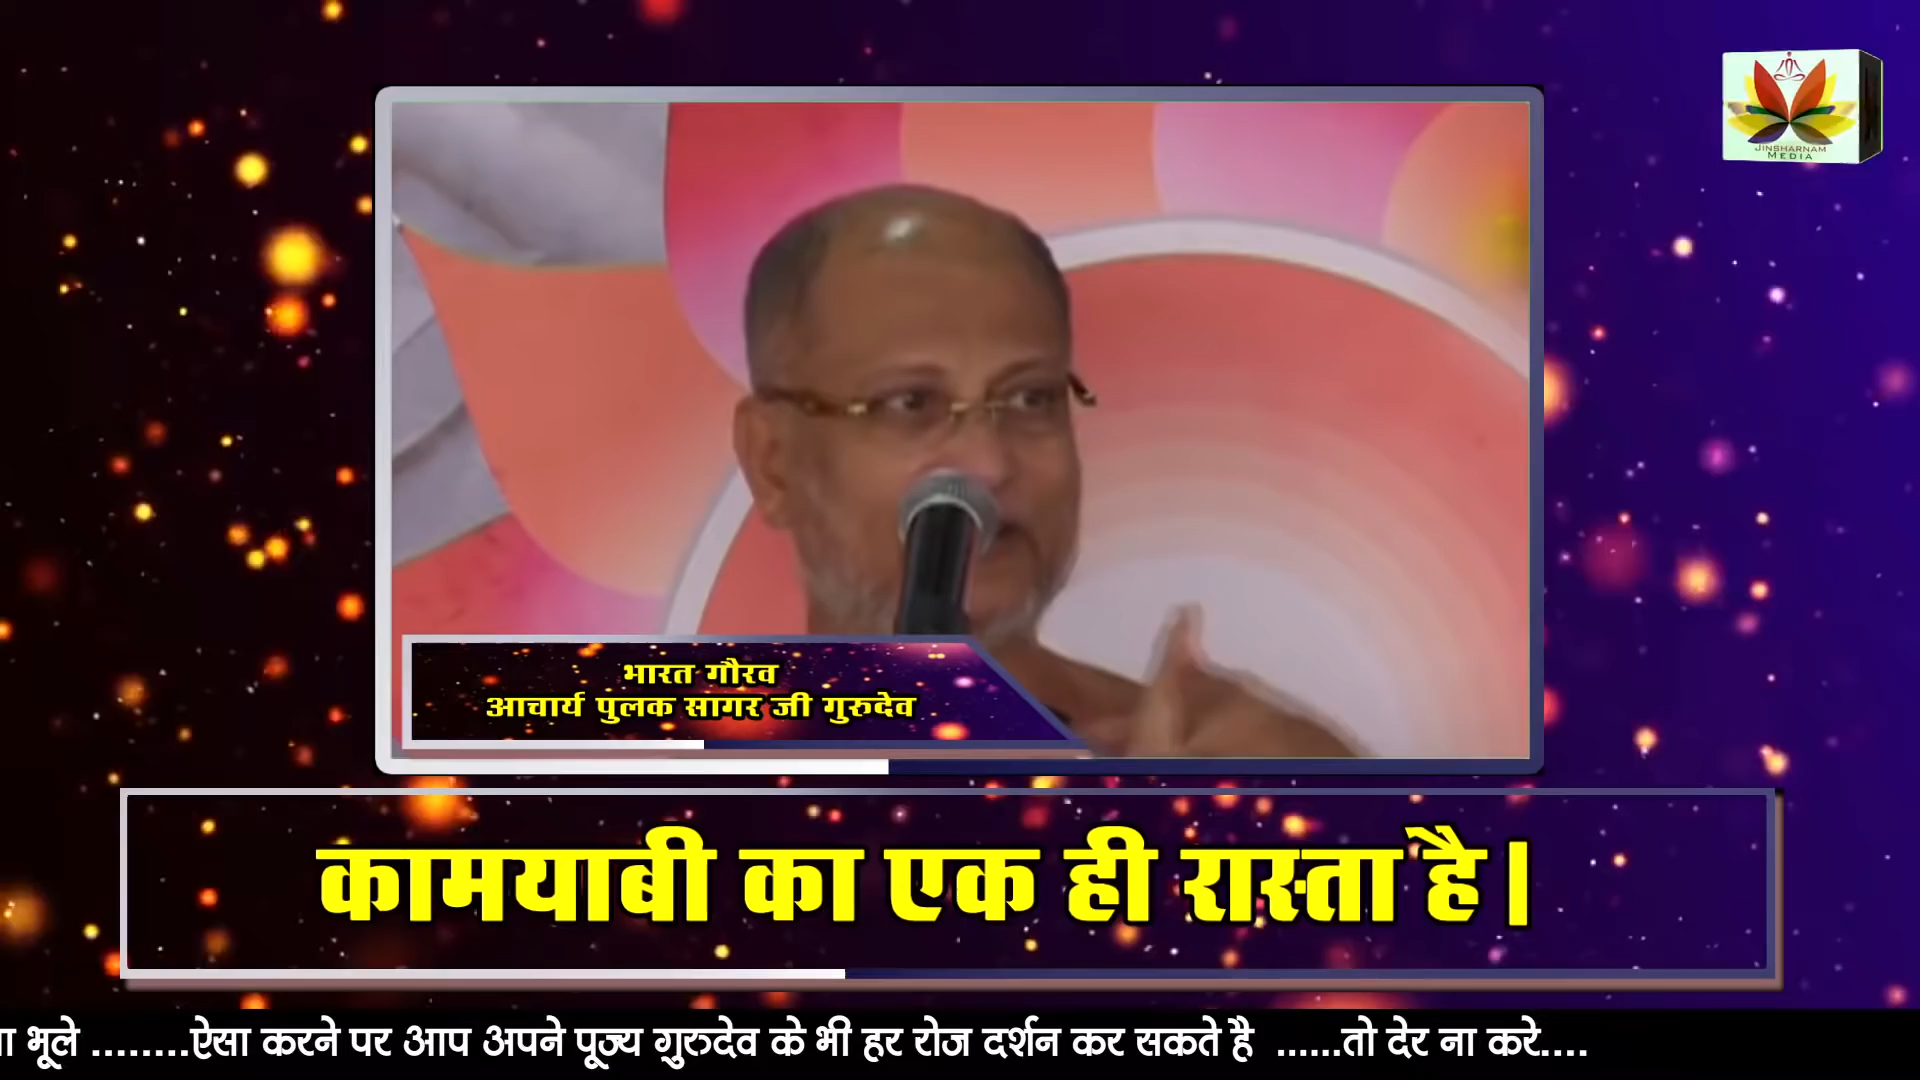 JINSHARNAM
MEDIA
भारत गौरव
आचार्य पुलक सागर जी गुरुदेव
कामयाबी का एक ही रास्ता है।
भूले ........ऐसा करने पर आप अपने पूज्य गुरुदेव के भी हर रोज दर्शन कर सकते है ......तो देर ना करे....